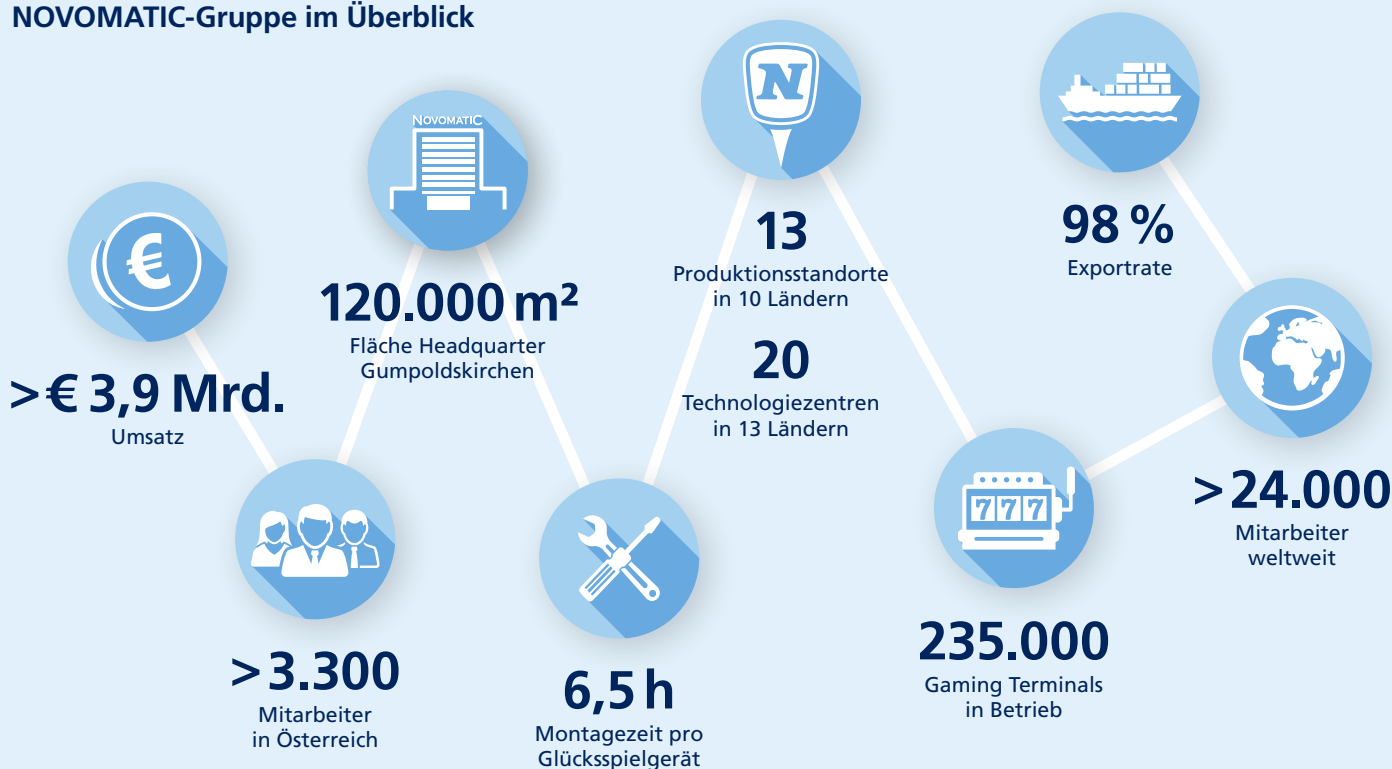 NOVOMATIC-Gruppe im Überblick
> € 3,9 Mrd.
Umsatz
> 3.300
Mitarbeiter
in Österreich
NOVOMATIC
120.000 m²
Fläche Headquarter
Gumpoldskirchen
6,5 h
Montagezeit pro
Glücksspielgerät
N
13
Produktionsstandorte
in 10 Ländern
20
Technologiezentren
in 13 Ländern
777
235.000
Gaming Terminals
in Betrieb
98 %
Exportrate
> 24.000
Mitarbeiter
weltweit